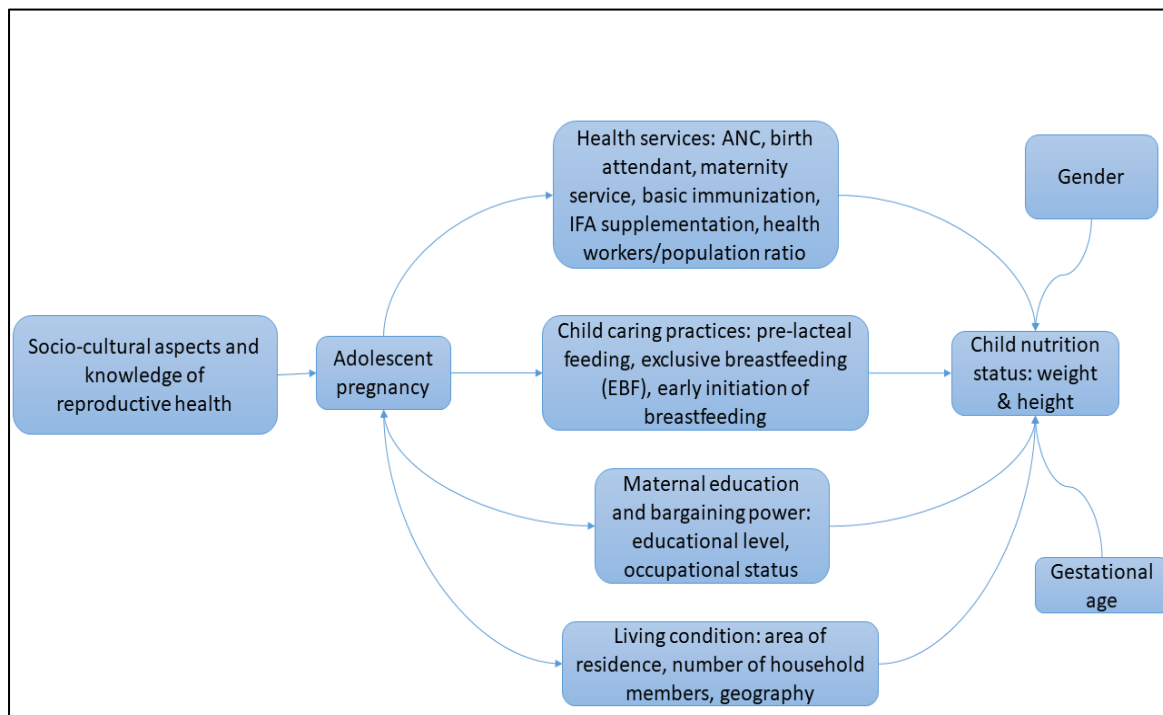 Health services: ANC, birth
attendant, maternity
service, basic immunization,
IFA supplementation, health
workers/population ratio
Gender
Socio-cultural aspects and
knowledge of
reproductive health
Adolescent
pregnancy
Child caring practices: pre-lacteal
feeding, exclusive breastfeeding
(EBF), early initiation of
breastfeeding
Child nutrition
status: weight
& height
Maternal education
and bargaining power:
educational level,
occupational status
Gestational
age
Living condition: area of
residence, number of household
members, geography